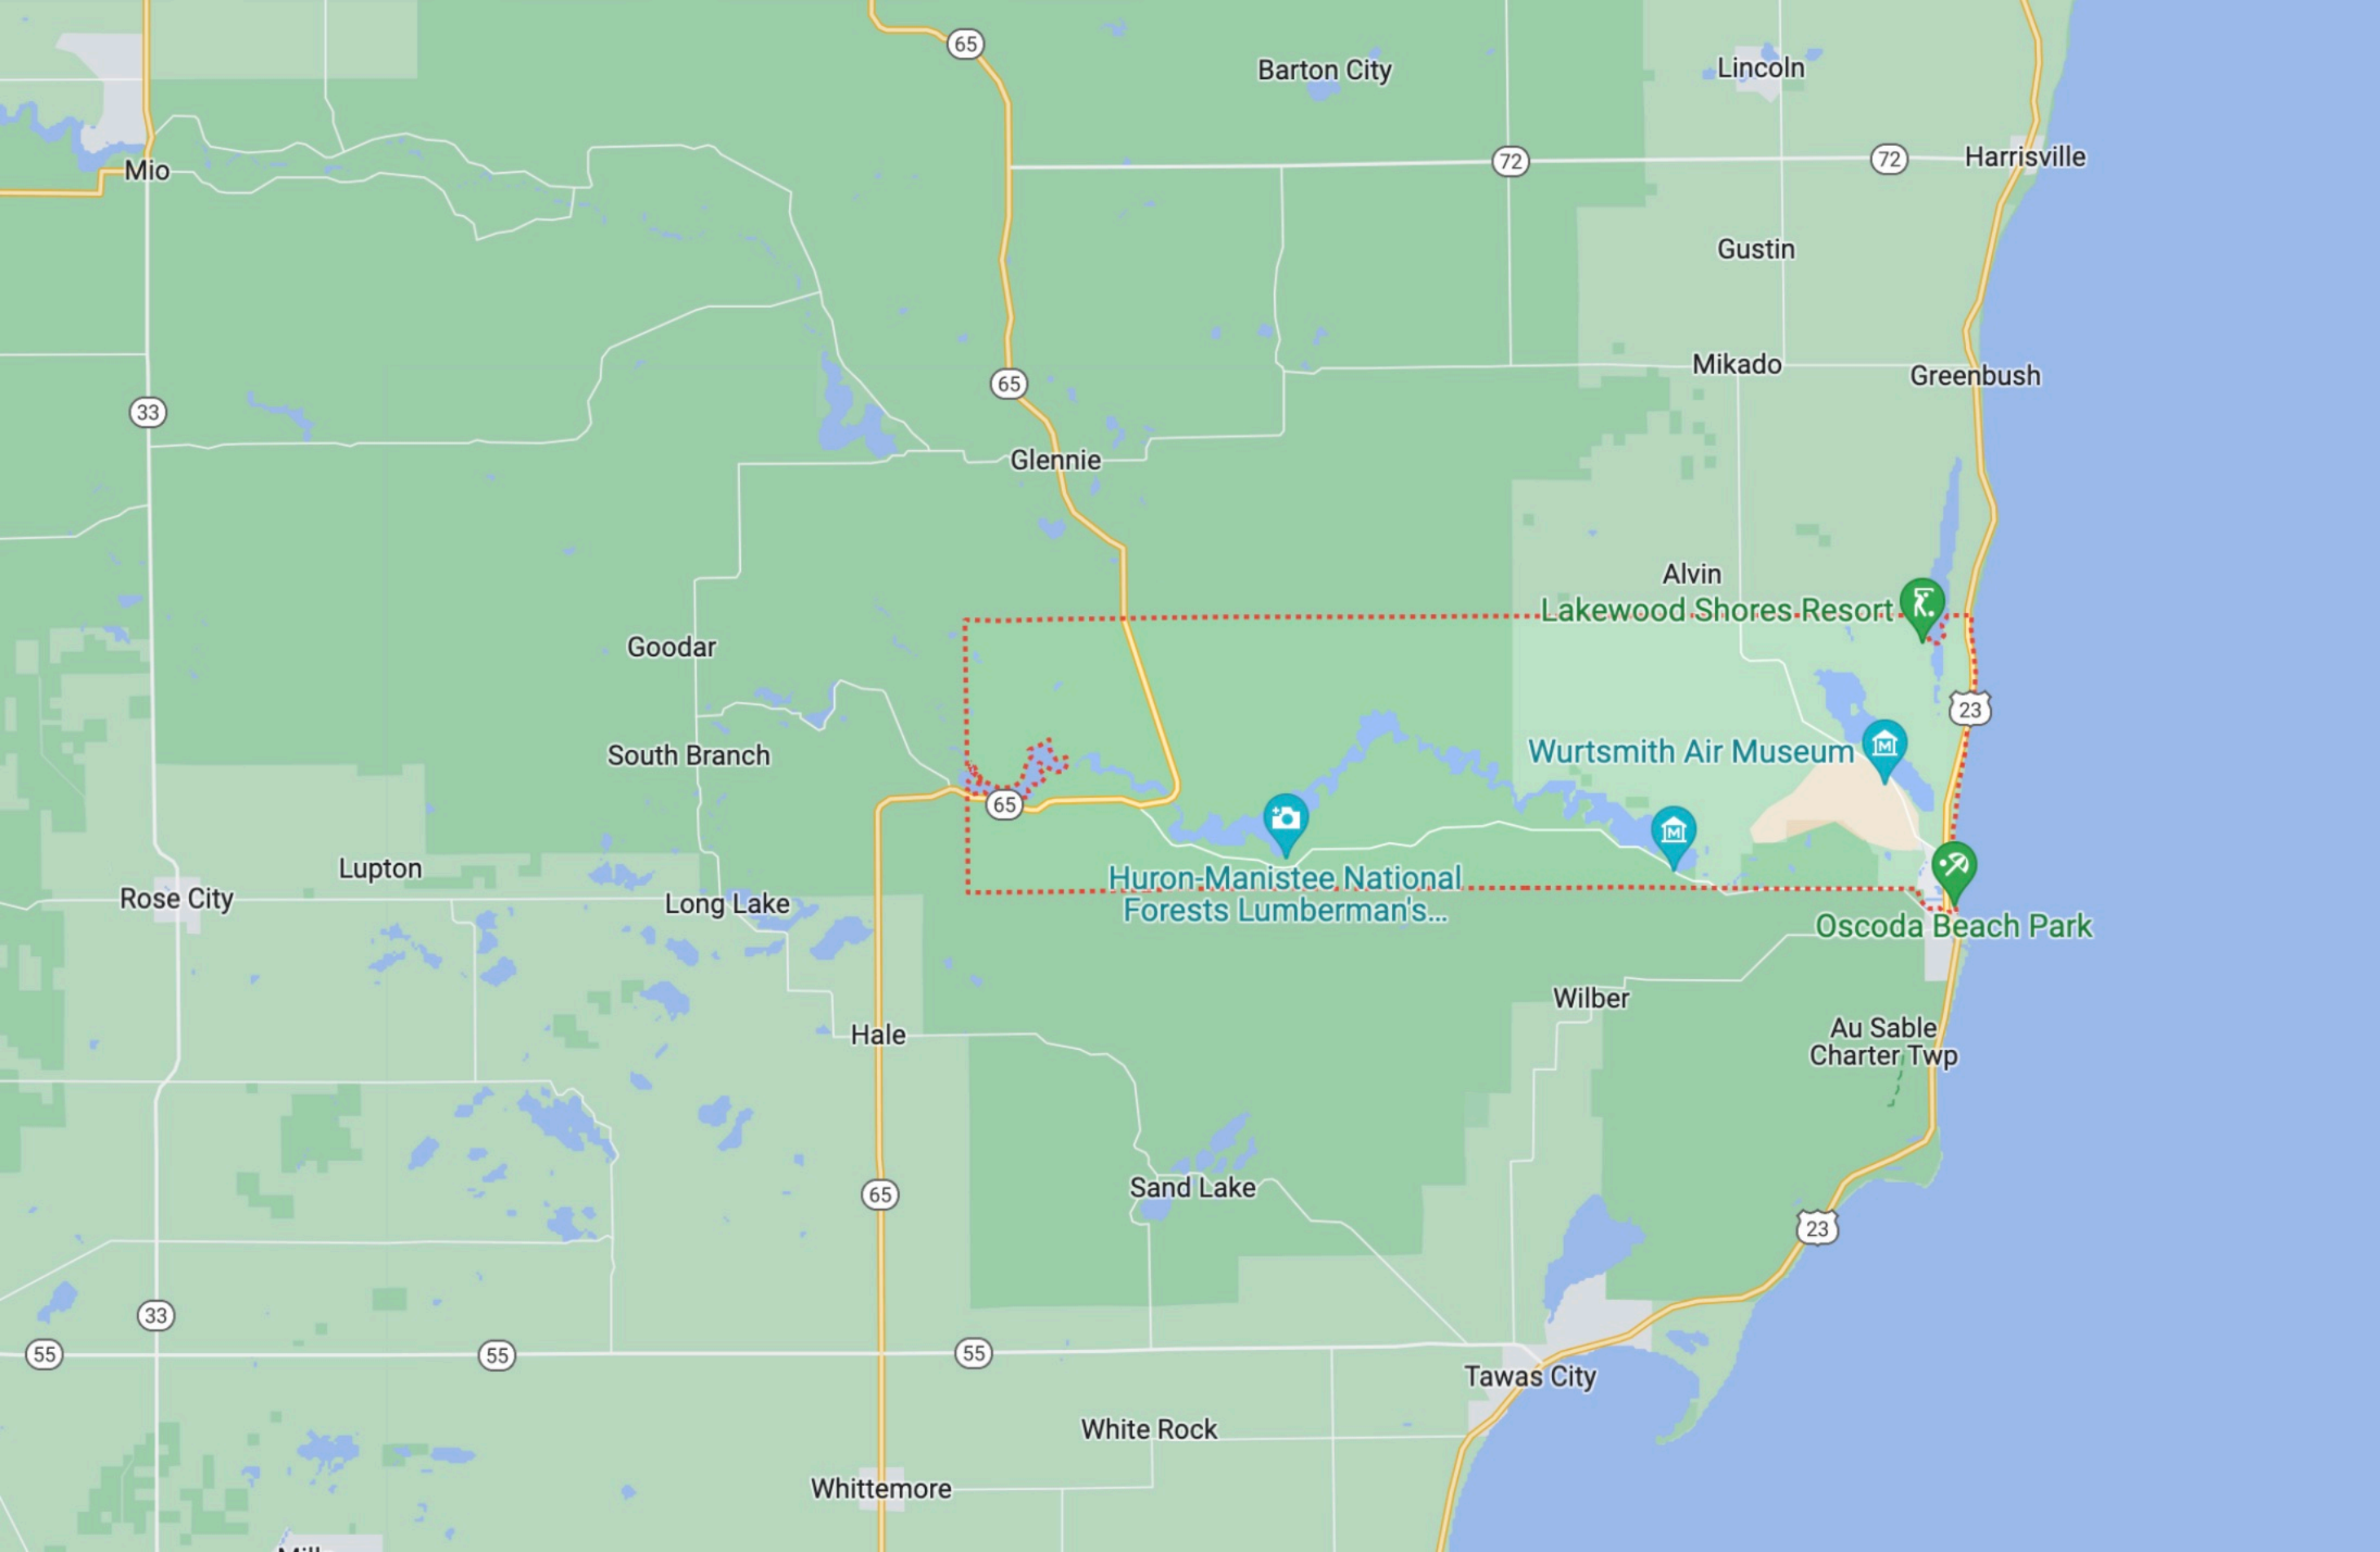 65
Barton City
Lincoln
72
72
Harrisville
Mio
Gustin
Mikado
Greenbush
65
33
Glennie
Alvin
Lakewood Shores Resort
Goodar
23
South Branch
Wurtsmith Air Museum
65
Lupton
Huron-Manistee National
Forests Lumberman's...
Rose City
Long Lake
Oscoda Beach Park
Wilber
Hale
Au Sable
Charter Twp
Sand Lake
65
23
33
55
55
55
Tawas City
White Rock
Whittemore